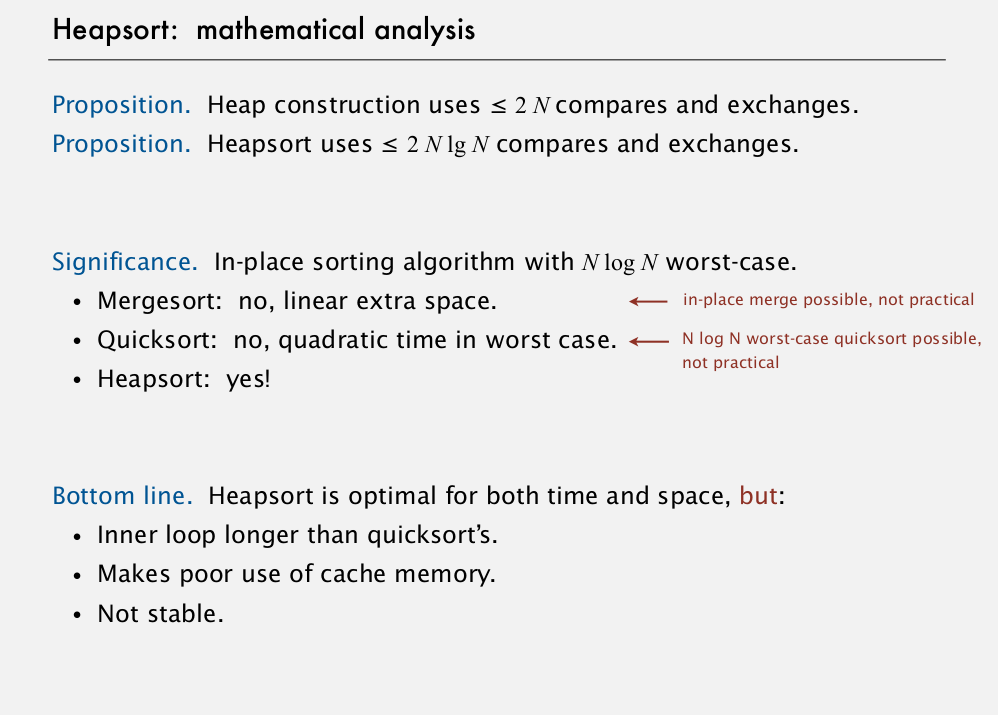 Heapsort: mathematical analysis
Proposition. Heap construction uses ≤ 2 N compares and exchanges.
Proposition. Heapsort uses ≤ 2 N lg N compares and exchanges.
Significance. In-place sorting algorithm with N log N worst-case.
• Mergesort: no, linear extra space. ← in-place merge possible, not practical
• Quicksort: no, quadratic time in worst case. ← N log N worst-case quicksort possible,
not practical
• Heapsort: yes!
Bottom line. Heapsort is optimal for both time and space, but:
• Inner loop longer than quicksort’s.
• Makes poor use of cache memory.
• Not stable.